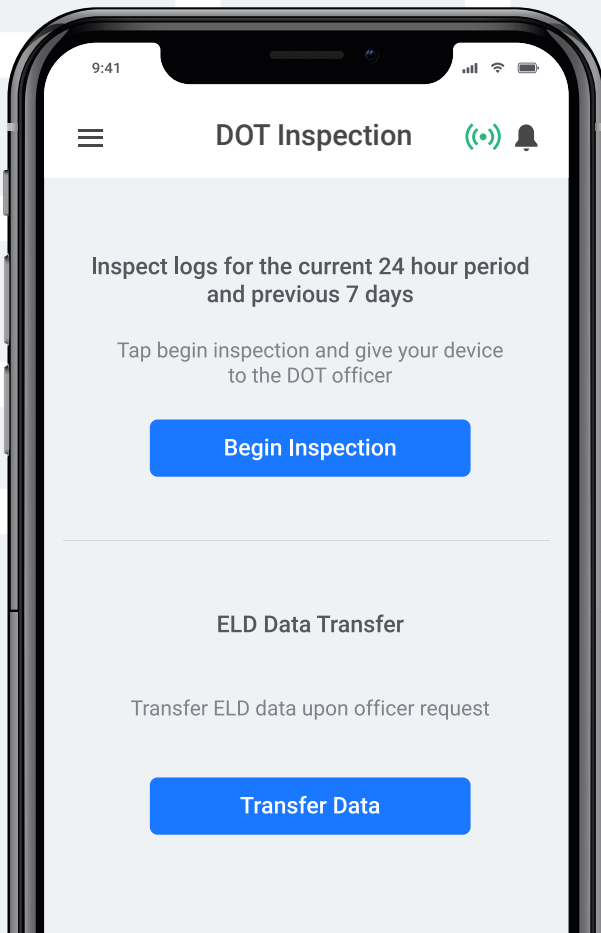 9:41
DOT Inspection
Inspect logs for the current 24 hour period
and previous 7 days
Tap begin inspection and give your device
to the DOT officer
Begin Inspection
ELD Data Transfer
Transfer ELD data upon officer request
Transfer Data